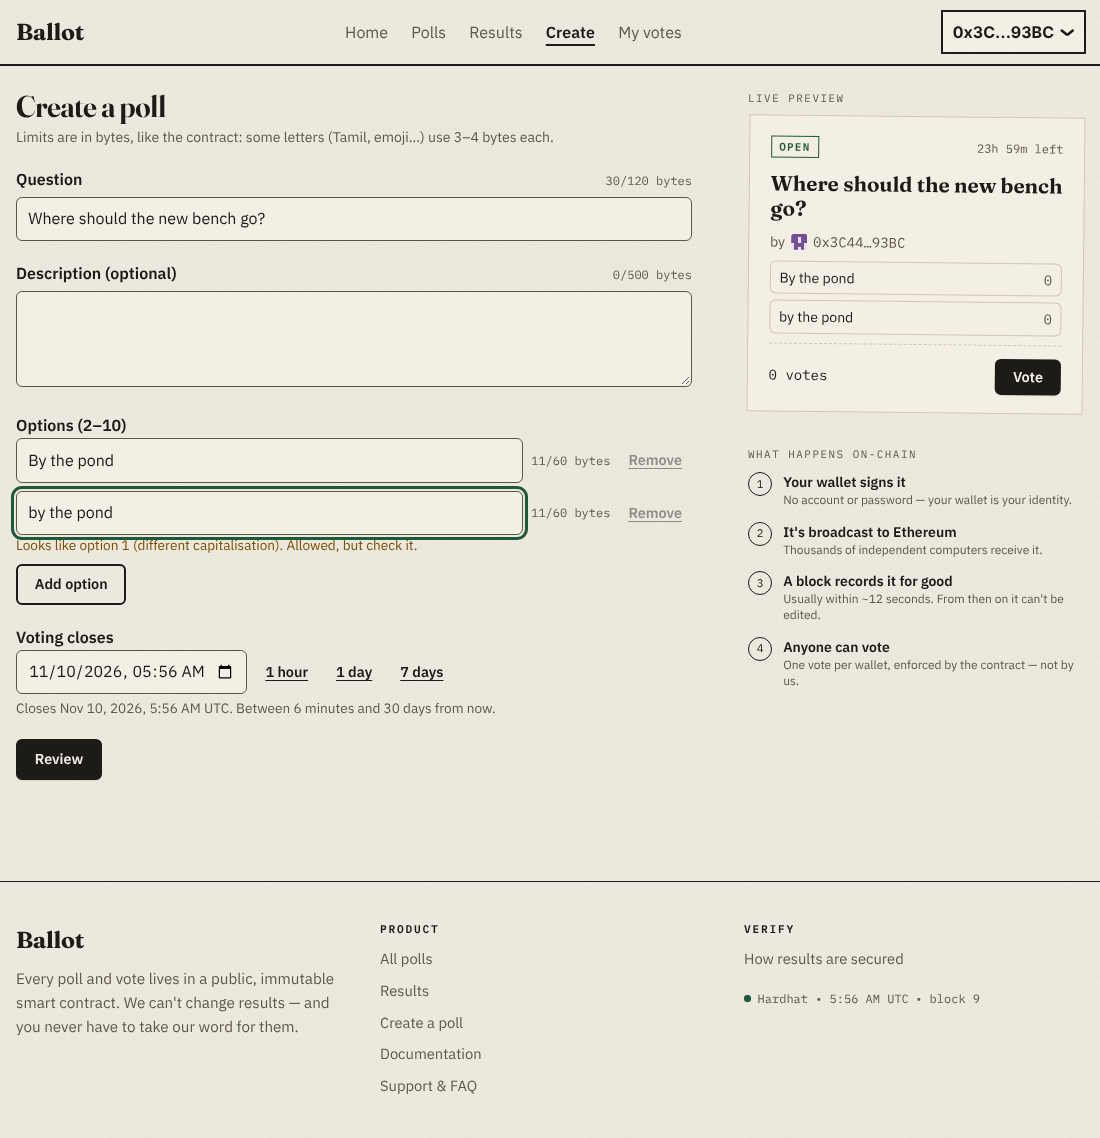 Ballot
Home Polls Results Create My votes
0x3C...93BC
Create a poll
Limits are in bytes, like the contract: some letters (Tamil, emoji…) use 3–4 bytes each.
Question 30/120 bytes
Where should the new bench go?
Description (optional) 0/500 bytes
Options (2–10)
By the pond 11/60 bytes Remove
by the pond 11/60 bytes Remove
Looks like option 1 (different capitalisation). Allowed, but check it.
Add option
Voting closes
11/10/2026, 05:56 AM 1 hour 1 day 7 days
Closes Nov 10, 2026, 5:56 AM UTC. Between 6 minutes and 30 days from now.
Review
LIVE PREVIEW
OPEN 23h 59m left
Where should the new bench
go?
by 0x3C44…93BC
By the pond 0
by the pond 0
0 votes Vote
WHAT HAPPENS ON-CHAIN
1 Your wallet signs it
No account or password — your wallet is your identity.
2 It's broadcast to Ethereum
Thousands of independent computers receive it.
3 A block records it for good
Usually within ~12 seconds. From then on it can't be
edited.
4 Anyone can vote
One vote per wallet, enforced by the contract — not by
us.
Ballot
Every poll and vote lives in a public, immutable
smart contract. We can't change results — and
you never have to take our word for them.
PRODUCT
All polls
Results
Create a poll
Documentation
Support & FAQ
VERIFY
How results are secured
Hardhat • 5:56 AM UTC • block 9